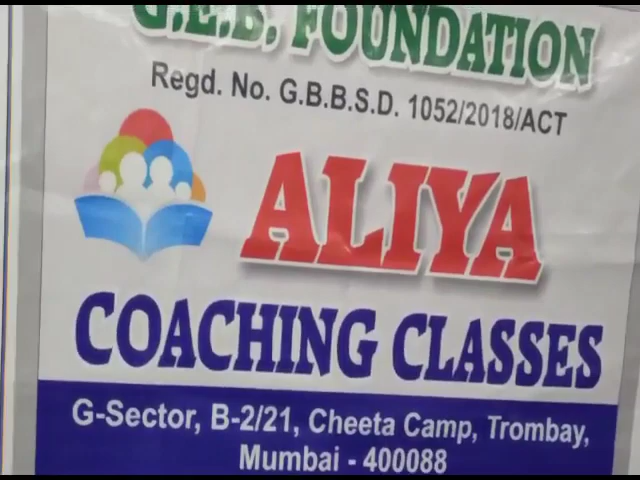 G.E.B. FOUNDATION
Regd. No. G.B.B.S.D. 1052/2018/ACT
ALIYA
COACHING CLASSES
G-Sector, B-2/21, Cheeta Camp, Trombay,
Mumbai - 400088